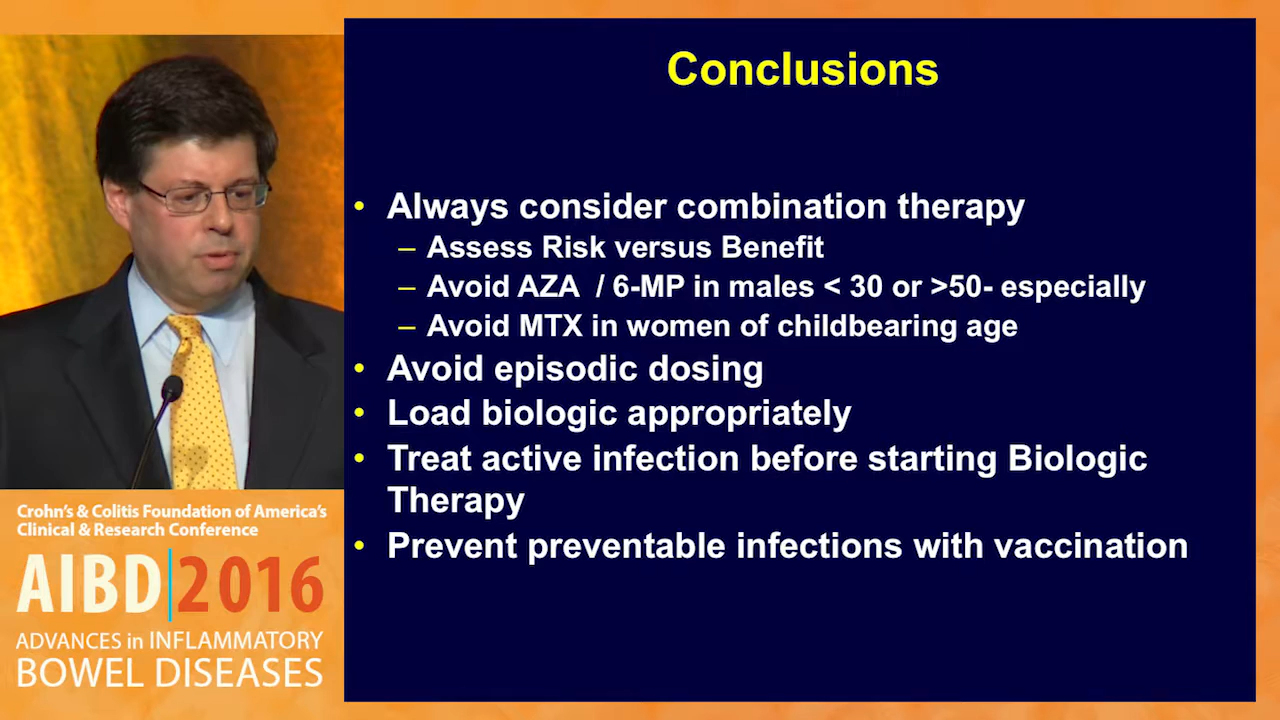 Conclusions
• Always consider combination therapy
– Assess Risk versus Benefit
– Avoid AZA / 6-MP in males < 30 or >50- especially
– Avoid MTX in women of childbearing age
• Avoid episodic dosing
• Load biologic appropriately
• Treat active infection before starting Biologic
Therapy
• Prevent preventable infections with vaccination
Crohn's & Colitis Foundation of America's
Clinical & Research Conference
AIBD|2016
ADVANCES in INFLAMMATORY
BOWEL DISEASES